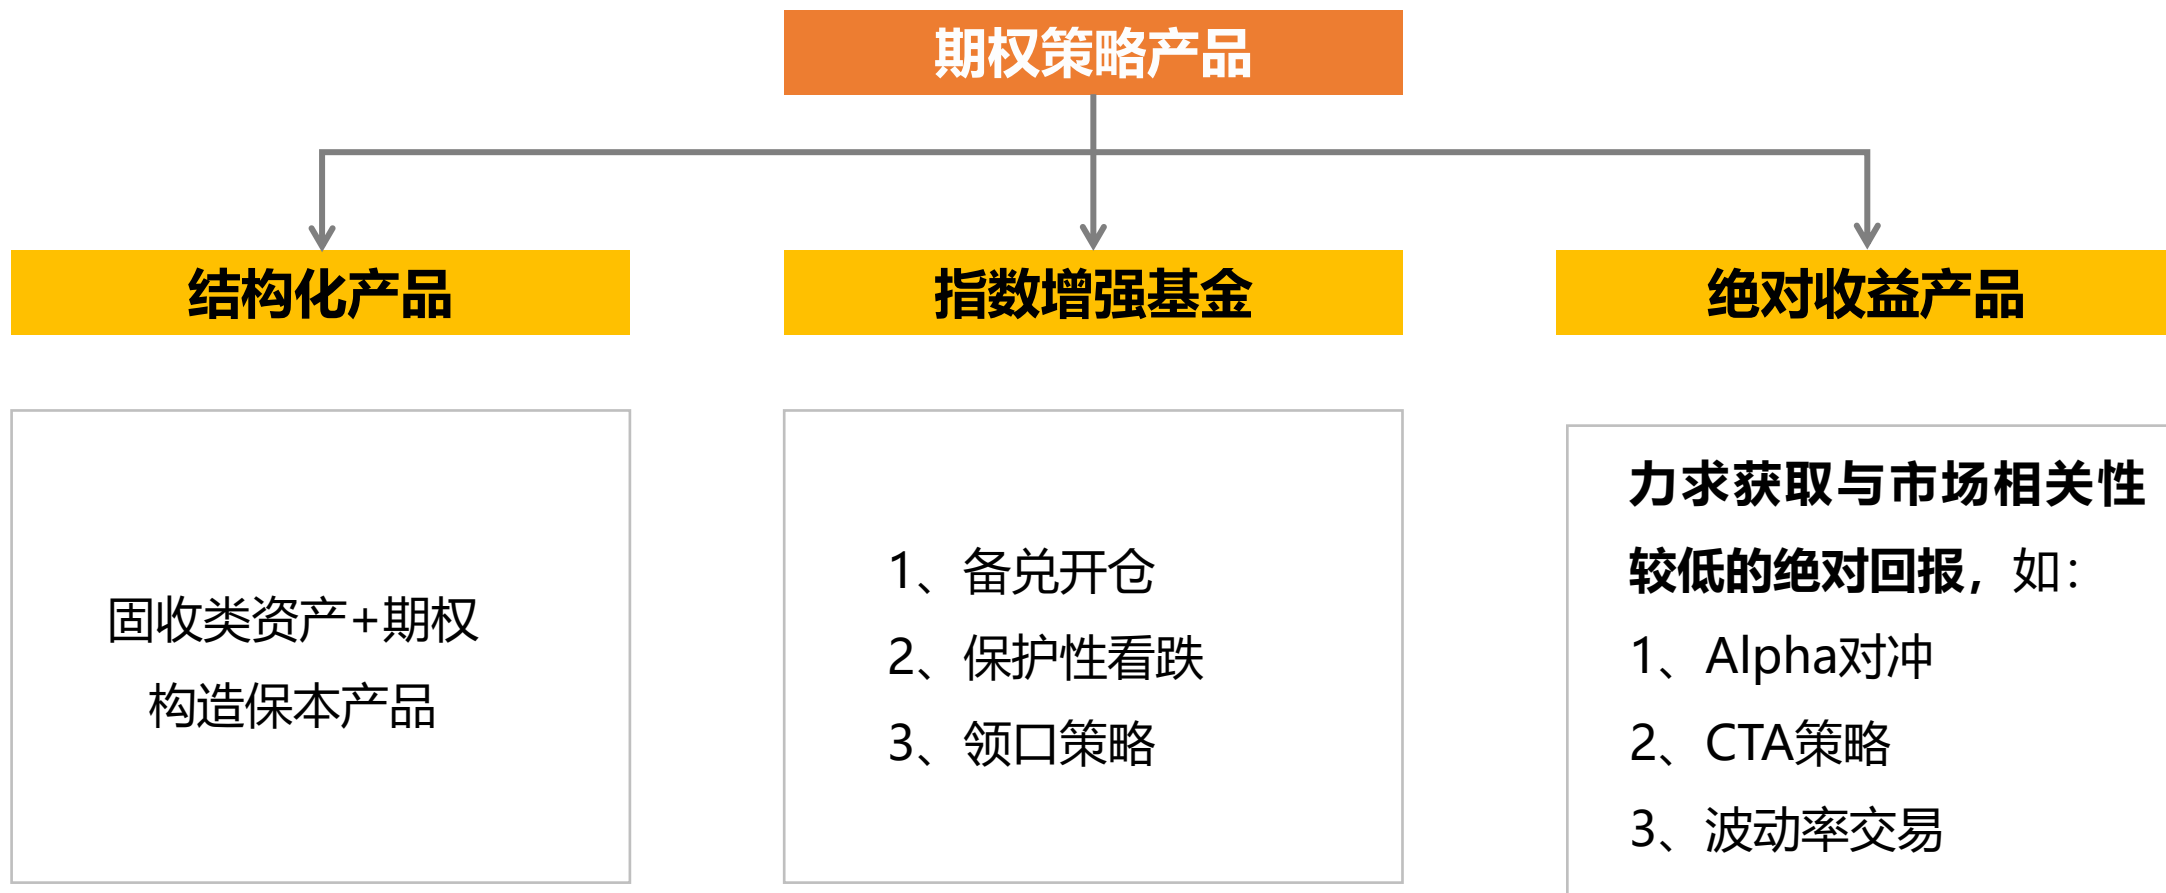 期权策略产品
结构化产品
指数增强基金
绝对收益产品
固收类资产+期权
构造保本产品
1、备兑开仓
2、保护性看跌
3、领口策略
力求获取与市场相关性
较低的绝对回报，如：
1、Alpha对冲
2、CTA策略
3、波动率交易